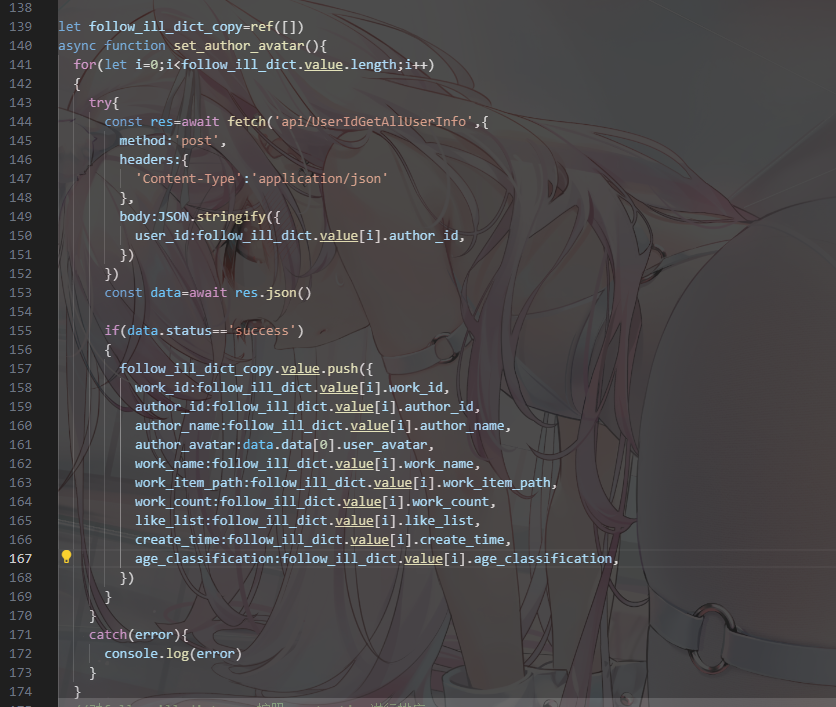 138
139 let follow_ill_dict_copy=ref([])
140 async function set_author_avatar(){
141   for(let i=0;i<follow_ill_dict.value.length;i++)
142   {
143     try{
144       const res=await fetch('api/UserIdGetAllUserInfo',{
145         method:'post',
146         headers:{
147           'Content-Type':'application/json'
148         },
149         body:JSON.stringify({
150           user_id:follow_ill_dict.value[i].author_id,
151         })
152       })
153       const data=await res.json()
154
155       if(data.status=='success')
156       {
157         follow_ill_dict_copy.value.push({
158           work_id:follow_ill_dict.value[i].work_id,
159           author_id:follow_ill_dict.value[i].author_id,
160           author_name:follow_ill_dict.value[i].author_name,
161           author_avatar:data.data[0].user_avatar,
162           work_name:follow_ill_dict.value[i].work_name,
163           work_item_path:follow_ill_dict.value[i].work_item_path,
164           work_count:follow_ill_dict.value[i].work_count,
165           like_list:follow_ill_dict.value[i].like_list,
166           create_time:follow_ill_dict.value[i].create_time,
167           age_classification:follow_ill_dict.value[i].age_classification,
168         })
169       }
170     }
171     catch(error){
172       console.log(error)
173     }
174   }